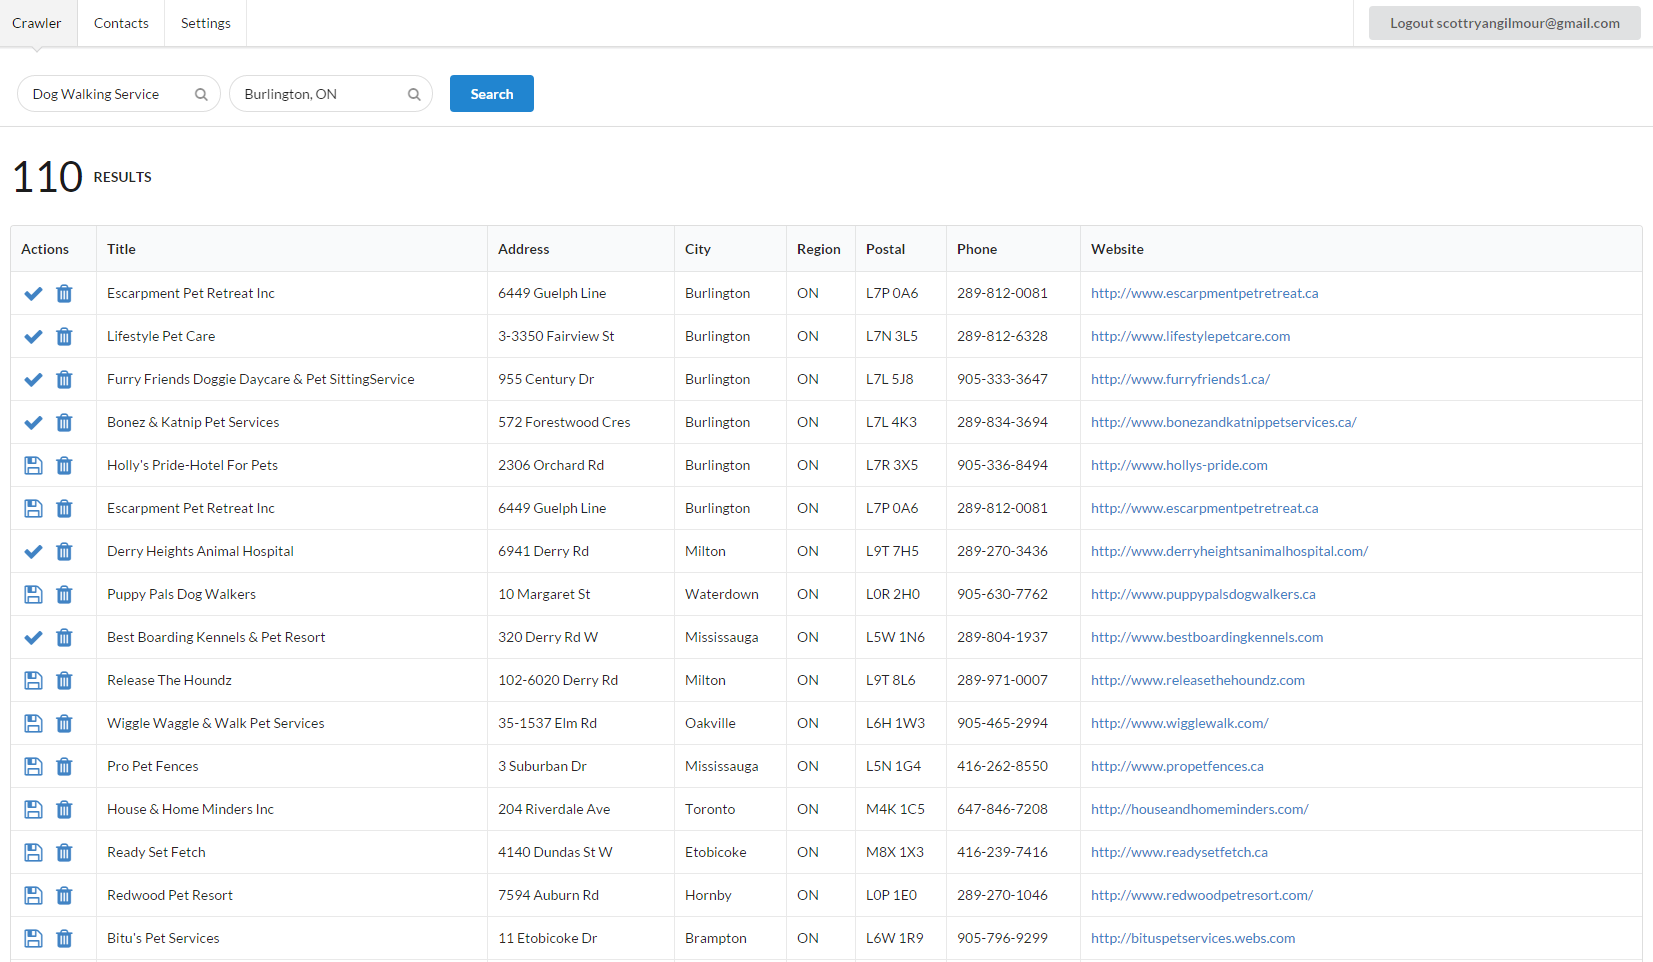 Crawler Contacts Settings Logout scottryangilmour@gmail.com
Dog Walking Service Burlington, ON Search
110 RESULTS
Actions Title Address City Region Postal Phone Website
Escarpment Pet Retreat Inc 6449 Guelph Line Burlington ON L7P 0A6 289-812-0081 http://www.escarpmentpetretreat.ca
Lifestyle Pet Care 3-3350 Fairview St Burlington ON L7N 3L5 289-812-6328 http://www.lifestylepetcare.com
Furry Friends Doggie Daycare & Pet SittingService 955 Century Dr Burlington ON L7L 5J8 905-333-3647 http://www.furryfriends1.ca/
Bonez & Katnip Pet Services 572 Forestwood Cres Burlington ON L7L 4K3 289-834-3694 http://www.bonezandkatnippetservices.ca/
Holly's Pride-Hotel For Pets 2306 Orchard Rd Burlington ON L7R 3X5 905-336-8494 http://www.hollys-pride.com
Escarpment Pet Retreat Inc 6449 Guelph Line Burlington ON L7P 0A6 289-812-0081 http://www.escarpmentpetretreat.ca
Derry Heights Animal Hospital 6941 Derry Rd Milton ON L9T 7H5 289-270-3436 http://www.derryheightsanimalhospital.com/
Puppy Pals Dog Walkers 10 Margaret St Waterdown ON L0R 2H0 905-630-7762 http://www.puppypalsdogwalkers.ca
Best Boarding Kennels & Pet Resort 320 Derry Rd W Mississauga ON L5W 1N6 289-804-1937 http://www.bestboardingkennels.com
Release The Houndz 102-6020 Derry Rd Milton ON L9T 8L6 289-971-0007 http://www.releasethehoundz.com
Wiggle Waggle & Walk Pet Services 35-1537 Elm Rd Oakville ON L6H 1W3 905-465-2994 http://www.wigglewalk.com/
Pro Pet Fences 3 Suburban Dr Mississauga ON L5N 1G4 416-262-8550 http://www.propetfences.ca
House & Home Minders Inc 204 Riverdale Ave Toronto ON M4K 1C5 647-846-7208 http://houseandhomeminders.com/
Ready Set Fetch 4140 Dundas St W Etobicoke ON M8X 1X3 416-239-7416 http://www.readysetfetch.ca
Redwood Pet Resort 7594 Auburn Rd Hornby ON L0P 1E0 289-270-1046 http://www.redwoodpetresort.com/
Bitu's Pet Services 11 Etobicoke Dr Brampton ON L6W 1R9 905-796-9299 http://bituspetservices.webs.com